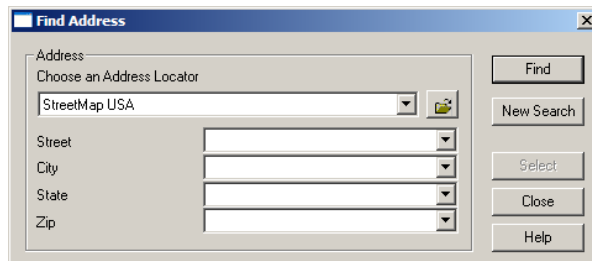 Find Address
Address
Choose an Address Locator
StreetMap USA
Street
City
State
Zip
Find
New Search
Select
Close
Help